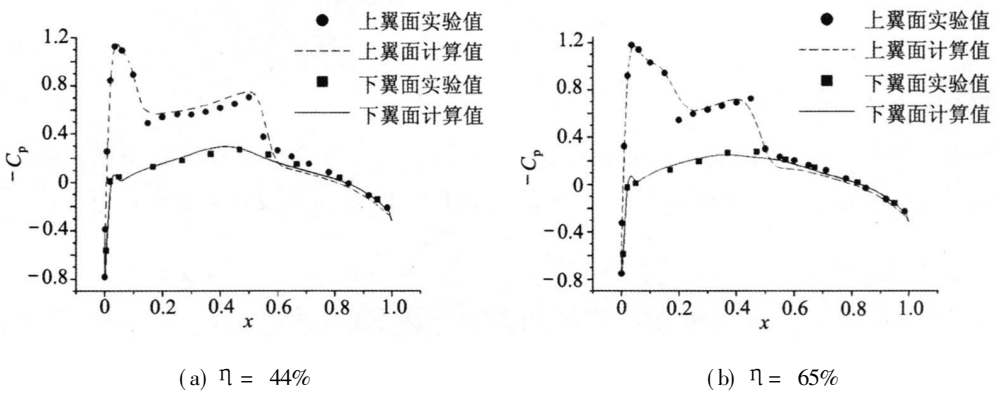 ● 上翼面实验值
上翼面计算值
■ 下翼面实验值
下翼面计算值
1.2
0.8
0.4
0
-0.4
-0.8
-Cp
0 0.2 0.4 0.6 0.8 1.0
x
(a) η = 44%
● 上翼面实验值
上翼面计算值
■ 下翼面实验值
下翼面计算值
1.2
0.8
0.4
0
-0.4
-0.8
-Cp
0 0.2 0.4 0.6 0.8 1.0
x
(b) η = 65%